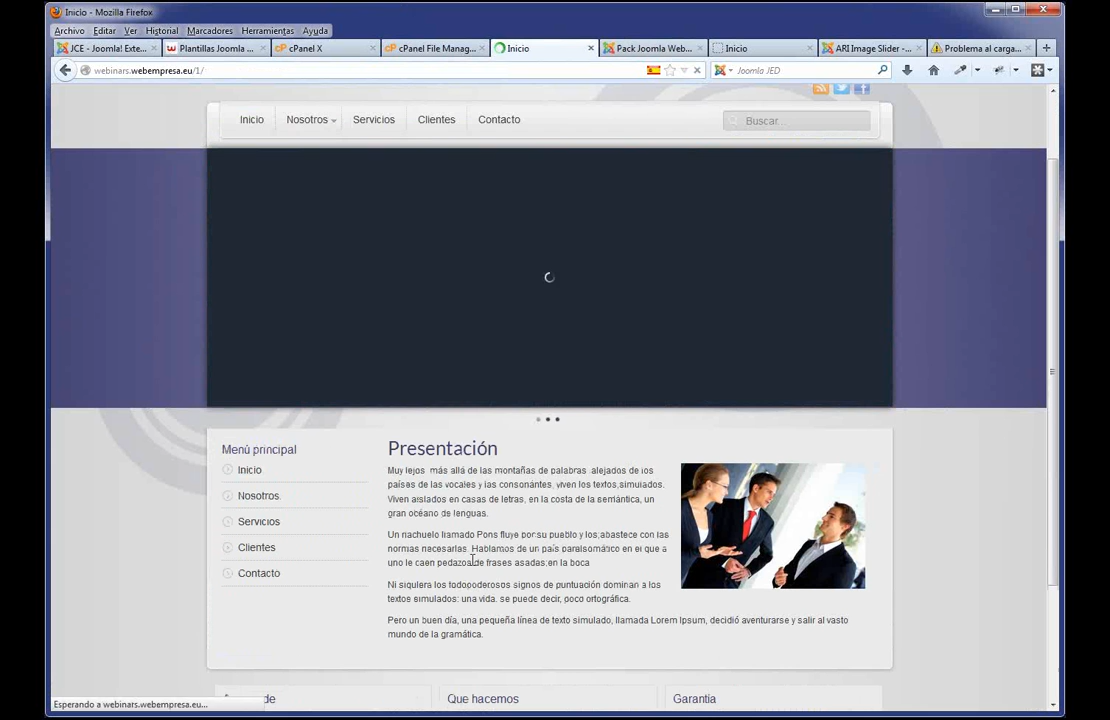 Inicio - Mozilla Firefox
Archivo Editar Ver Historial Marcadores Herramientas Ayuda
JCE - Joomla! Exte... Plantillas Joomla ... cPanel X cPanel File Manag... Inicio Pack Joomla Web... Inicio ARI Image Slider -... Problema al carga...
webinars.webempresa.eu/1/ Joomla JED
Inicio Nosotros Servicios Clientes Contacto Buscar...
Menú principal
Inicio
Nosotros
Servicios
Clientes
Contacto
Presentación
Muy lejos, más allá de las montañas de palabras, alejados de los
países de las vocales y las consonantes, viven los textos simulados.
Viven aislados en casas de letras, en la costa de la semántica, un
gran océano de lenguas.
Un riachuelo llamado Pons fluye por su pueblo y los abastece con las
normas necesarias. Hablamos de un país paraisomático en el que a
uno le caen pedazos de frases asadas en la boca
Ni siquiera los todopoderosos signos de puntuación dominan a los
textos simulados: una vida, se puede decir, poco ortográfica.
Pero un buen día, una pequeña línea de texto simulado, llamada Lorem Ipsum, decidió aventurarse y salir al vasto
mundo de la gramática.
de Que hacemos Garantia
Esperando a webinars.webempresa.eu...